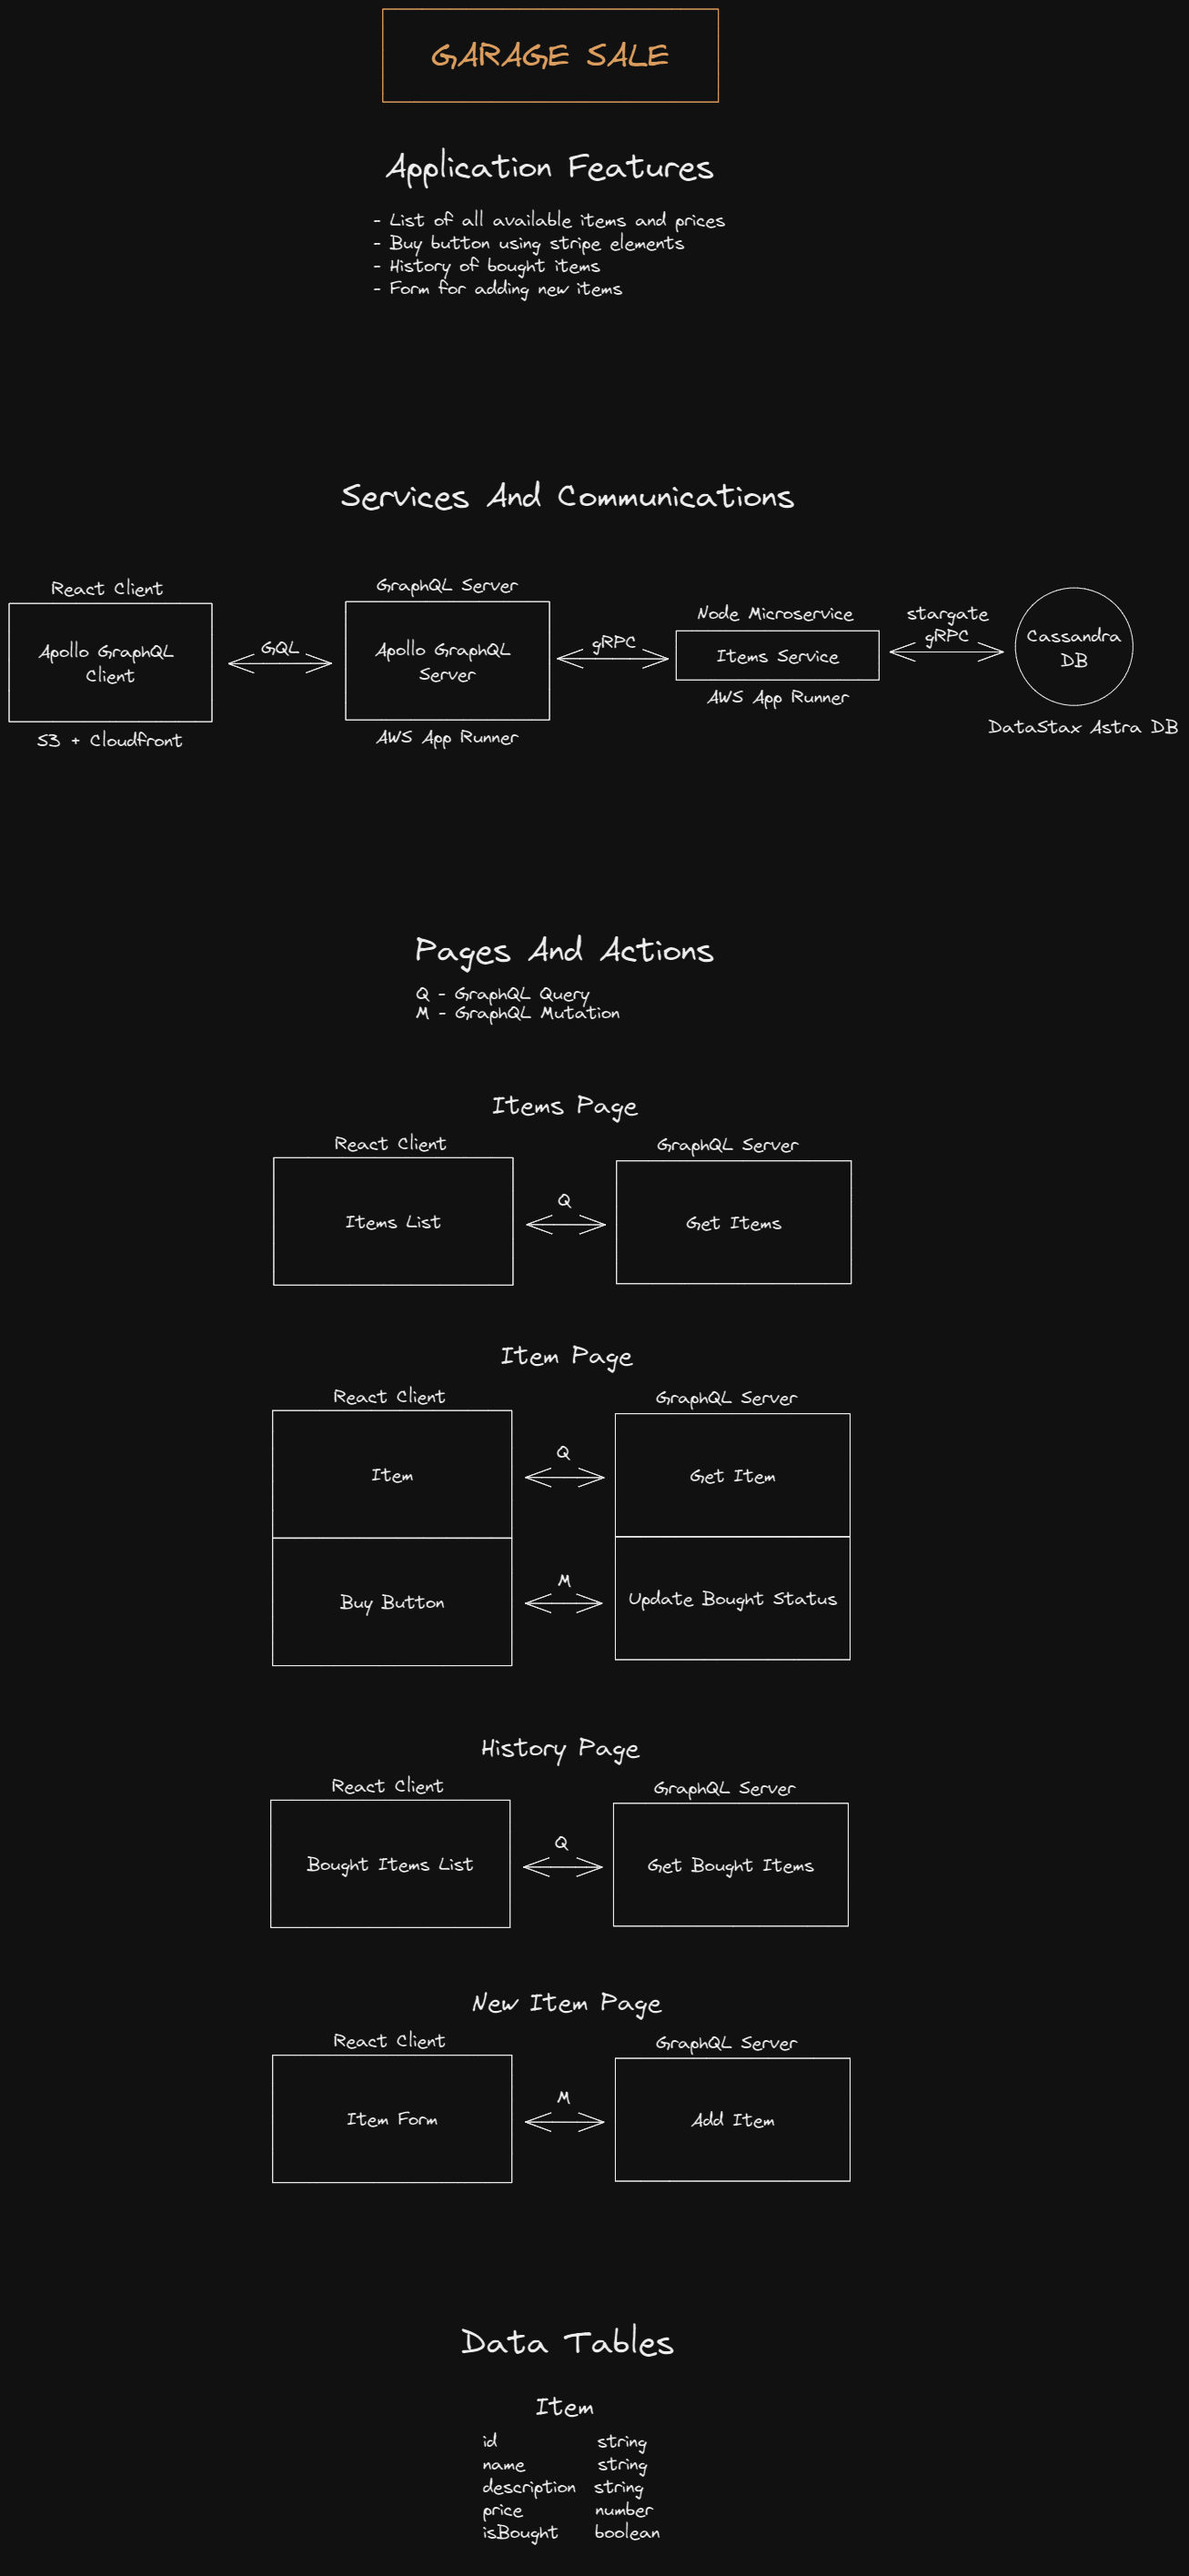 GARAGE SALE
Application Features
- List of all available items and prices
- Buy button using stripe elements
- History of bought items
- Form for adding new items
Services And Communications
React Client
Apollo GraphQL
Client
S3 + Cloudfront
GQL
GraphQL Server
Apollo GraphQL
Server
AWS App Runner
gRPC
Node Microservice
Items Service
AWS App Runner
stargate
gRPC
Cassandra
DB
DataStax Astra DB
Pages And Actions
Q - GraphQL Query
M - GraphQL Mutation
Items Page
React Client
Items List
Q
GraphQL Server
Get Items
Item Page
React Client
GraphQL Server
Item
Q
Get Item
Buy Button
M
Update Bought Status
History Page
React Client
Bought Items List
Q
GraphQL Server
Get Bought Items
New Item Page
React Client
Item Form
M
GraphQL Server
Add Item
Data Tables
Item
id string
name string
description string
price number
isBought boolean